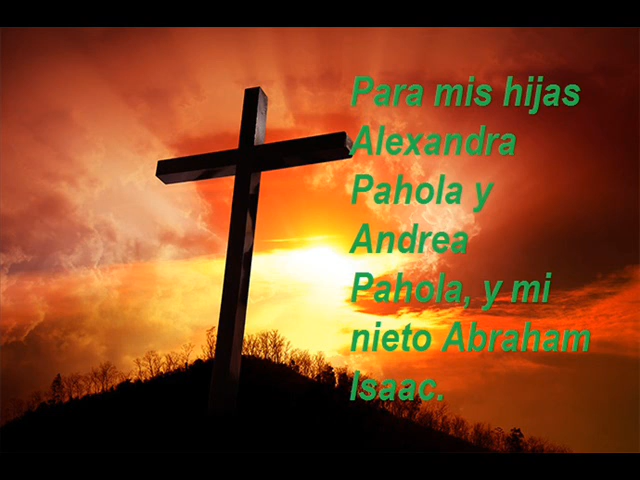 Para mis hijas
Alexandra
Pahola y
Andrea
Pahola, y mi
nieto Abraham
Isaac.